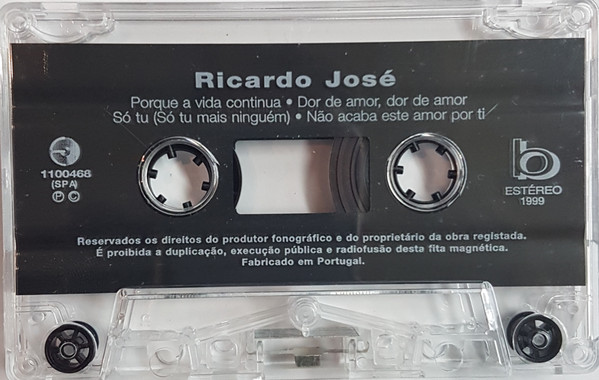 Ricardo José
Porque a vida continua • Dor de amor, dor de amor
Só tu (Só tu mais ninguém) • Não acaba este amor por ti
1100468
(SPA)
Ⓟ ©
b
ESTÉREO
1999
Reservados os direitos do produtor fonográfico e do proprietário da obra registada.
É proibida a duplicação, execução pública e radiofusão desta fita magnética.
Fabricado em Portugal.